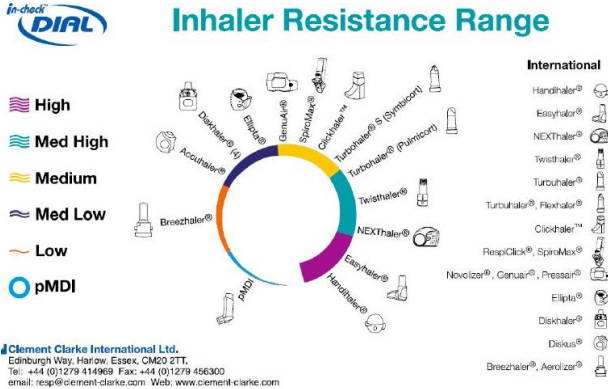 in-check
DIAL
Inhaler Resistance Range
High
Med High
Medium
Med Low
Low
pMDI
Breezhaler®
Accuhaler®
Diskhaler® (4)
Ellipta®
GenuAir®
SpiroMax®
Clickhaler™
Turbohaler® S (Symbicort)
Turbohaler® (Pulmicort)
Twisthaler®
NEXThaler®
Easyhaler®
Handihaler®
pMDI
International
Handihaler®
Easyhaler®
NEXThaler®
Twisthaler®
Turbuhaler®
Turbuhaler®, Flexhaler®
Clickhaler™
RespiClick®, SpiroMax®
Novolizer®, Genuair®, Pressair®
Ellipta®
Diskhaler®
Diskus®
Breezhaler®, Aerolizer®
Clement Clarke International Ltd.
Edinburgh Way, Harlow, Essex, CM20 2TT,
Tel: +44 (0)1279 414969 Fax: +44 (0)1279 456300
email: resp@clement-clarke.com Web: www.clement-clarke.com